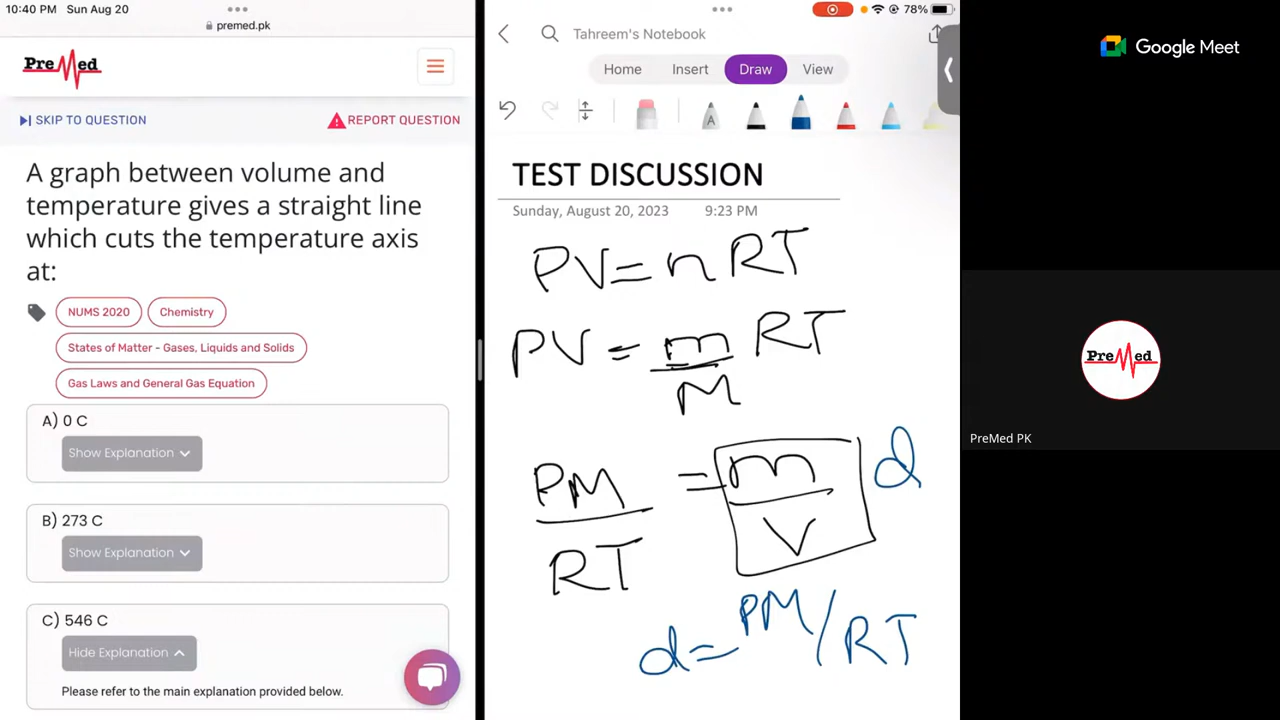 10:40 PM Sun Aug 20
premed.pk
PreMed
SKIP TO QUESTION
REPORT QUESTION
A graph between volume and
temperature gives a straight line
which cuts the temperature axis
at:
NUMS 2020
Chemistry
States of Matter - Gases, Liquids and Solids
Gas Laws and General Gas Equation
A) 0 C
Show Explanation
B) 273 C
Show Explanation
C) 546 C
Hide Explanation
Please refer to the main explanation provided below.
78%
Tahreem's Notebook
Home Insert Draw View
A
TEST DISCUSSION
Sunday, August 20, 2023 9:23 PM
PV = n RT
PV = m/M RT
PM/RT = m/V d
d = PM/RT
Google Meet
PreMed
PreMed PK